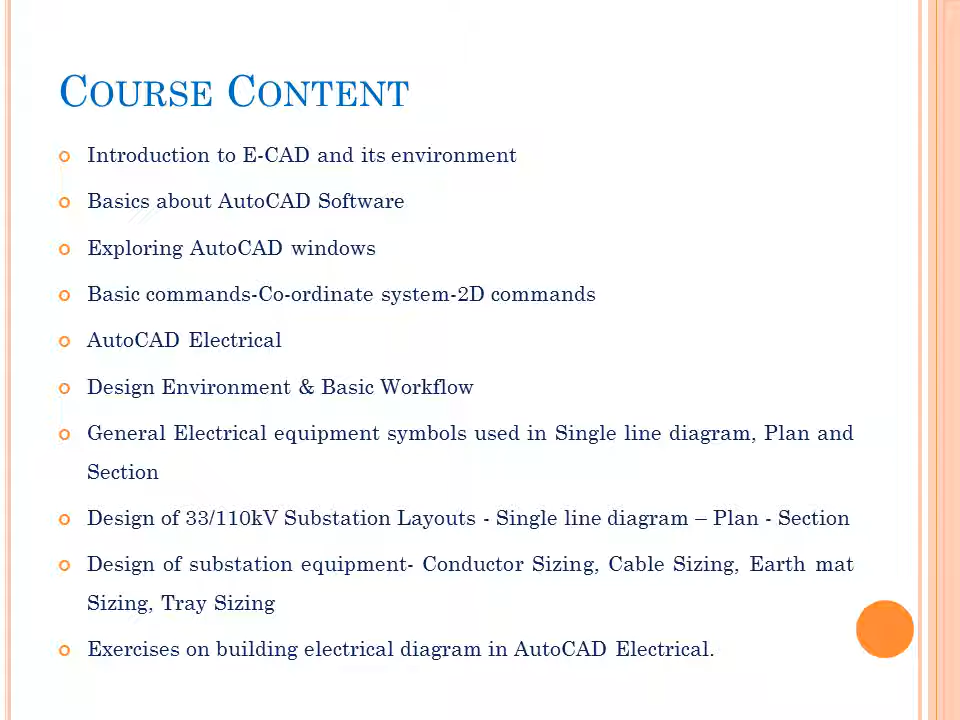 COURSE CONTENT
Introduction to E-CAD and its environment
Basics about AutoCAD Software
Exploring AutoCAD windows
Basic commands-Co-ordinate system-2D commands
AutoCAD Electrical
Design Environment & Basic Workflow
General Electrical equipment symbols used in Single line diagram, Plan and
Section
Design of 33/110kV Substation Layouts - Single line diagram – Plan - Section
Design of substation equipment- Conductor Sizing, Cable Sizing, Earth mat
Sizing, Tray Sizing
Exercises on building electrical diagram in AutoCAD Electrical.